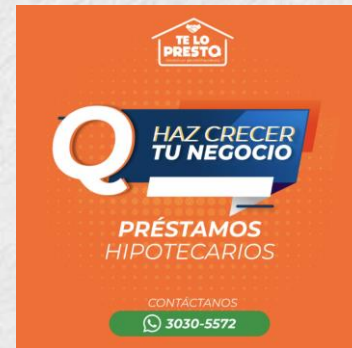 TE LO
PRESTO
Q
HAZ CRECER
TU NEGOCIO
PRÉSTAMOS
HIPOTECARIOS
CONTÁCTANOS
3030-5572